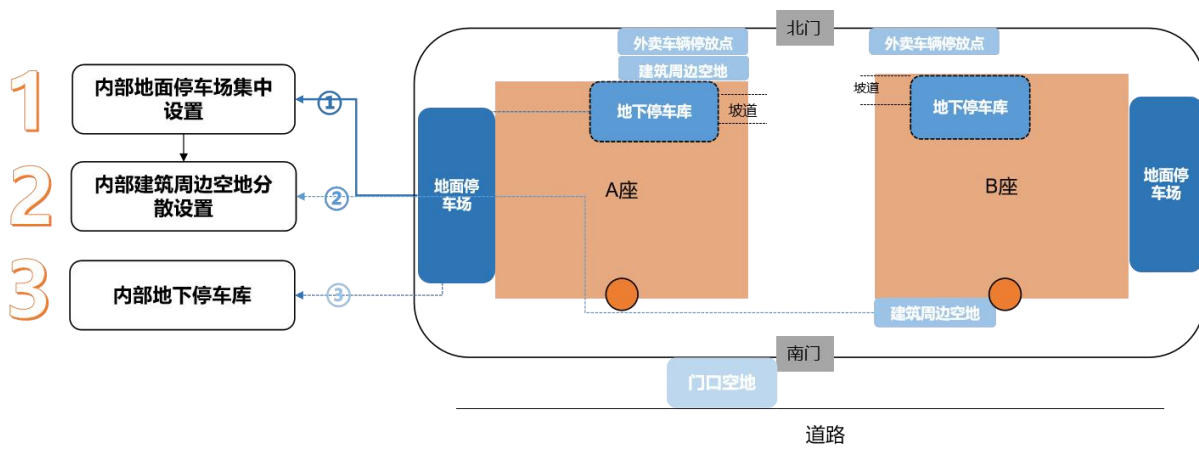 1
内部地面停车场集中
设置
①
2
内部建筑周边空地分
散设置
②
3
内部地下停车库
③
北门
外卖车辆停放点
建筑周边空地
外卖车辆停放点
地下停车库
坡道
坡道
地下停车库
地面停
车场
A座
B座
地面停
车场
建筑周边空地
南门
门口空地
道路